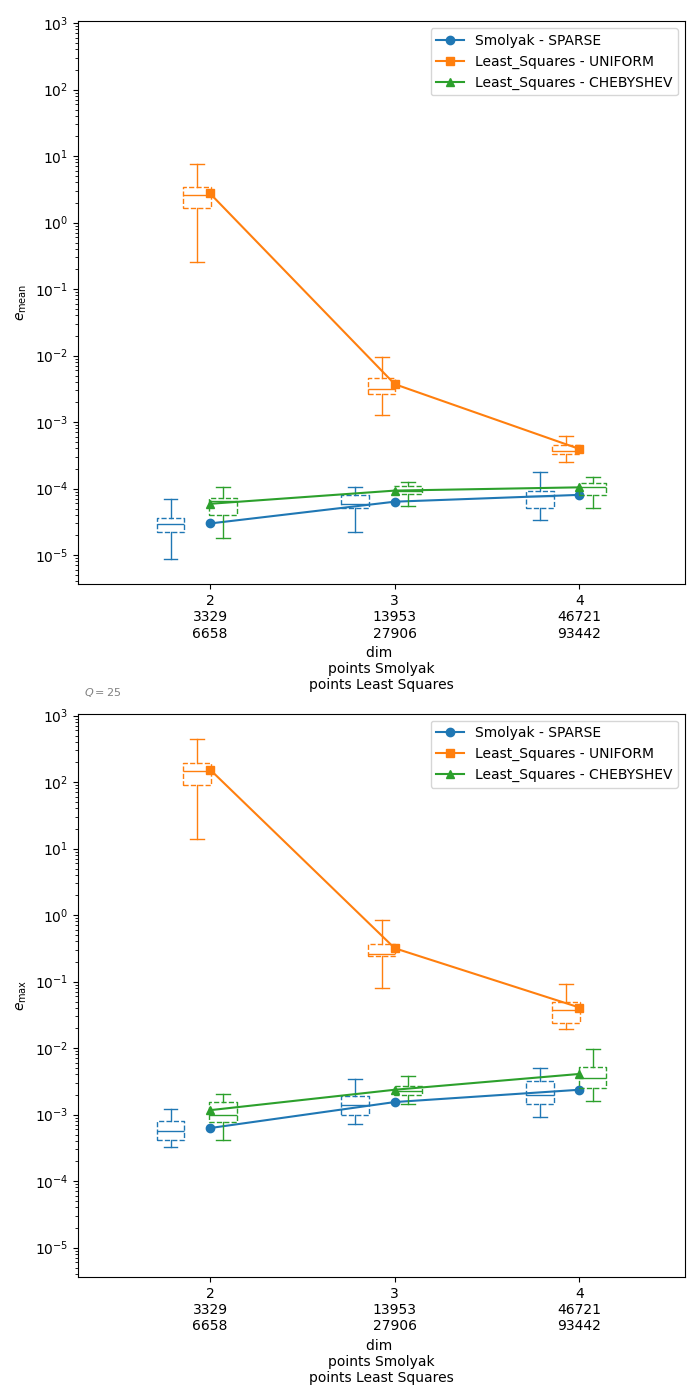 10³
10²
10¹
10⁰
10⁻¹
10⁻²
10⁻³
10⁻⁴
10⁻⁵
e_mean
Smolyak - SPARSE
Least_Squares - UNIFORM
Least_Squares - CHEBYSHEV
2 3 4
3329 13953 46721
6658 27906 93442
dim
points Smolyak
points Least Squares
Q = 25
10³
10²
10¹
10⁰
10⁻¹
10⁻²
10⁻³
10⁻⁴
10⁻⁵
e_max
Smolyak - SPARSE
Least_Squares - UNIFORM
Least_Squares - CHEBYSHEV
2 3 4
3329 13953 46721
6658 27906 93442
dim
points Smolyak
points Least Squares